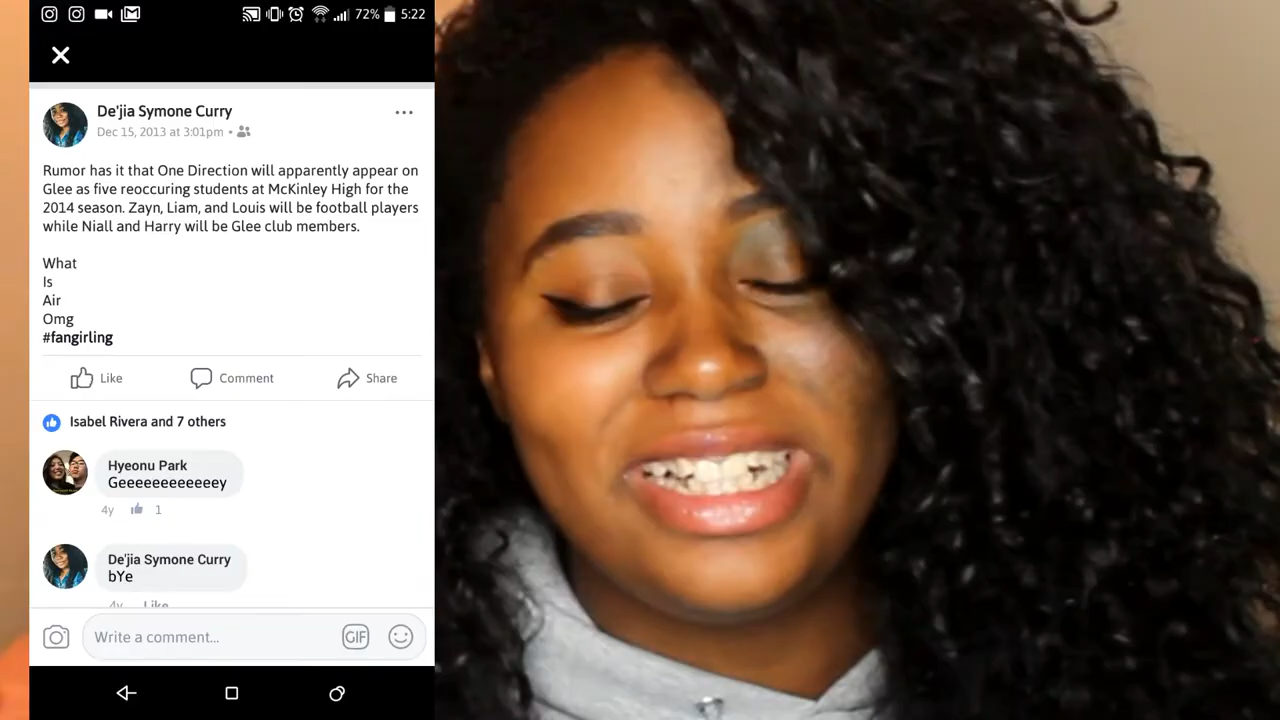 72% 5:22
De'jia Symone Curry
Dec 15, 2013 at 3:01pm •
Rumor has it that One Direction will apparently appear on
Glee as five reoccuring students at McKinley High for the
2014 season. Zayn, Liam, and Louis will be football players
while Niall and Harry will be Glee club members.
What
Is
Air
Omg
#fangirling
Like Comment Share
Isabel Rivera and 7 others
Hyeonu Park
Geeeeeeeeeeeey
4y 1
De'jia Symone Curry
bYe
4y Like
Write a comment... GIF